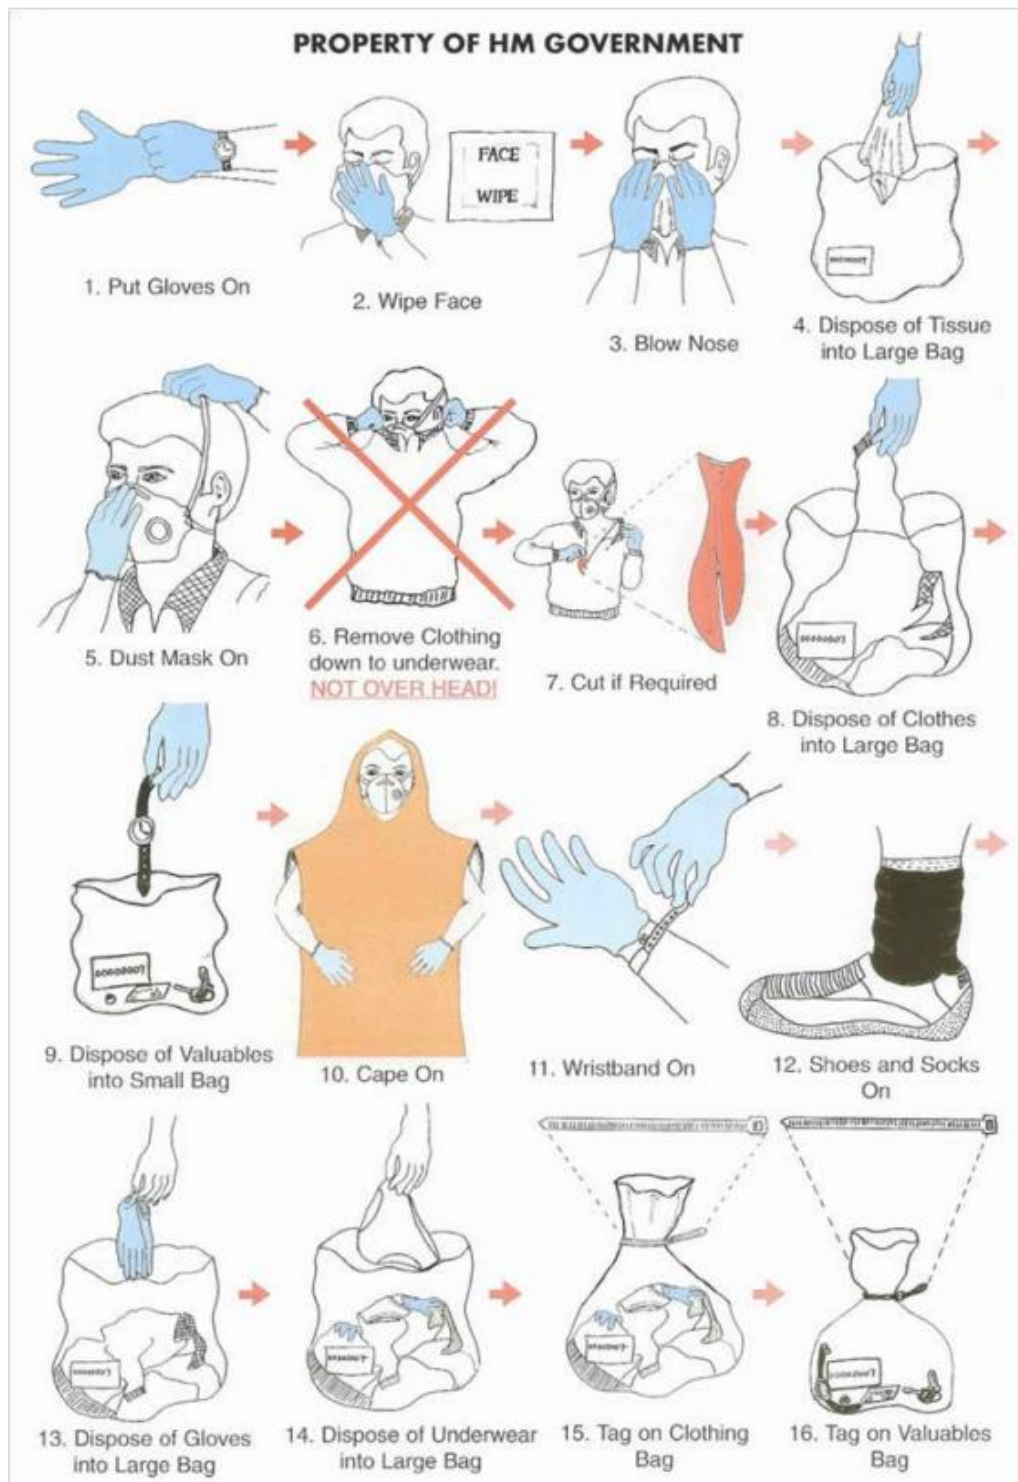 PROPERTY OF HM GOVERNMENT
FACE
WIPE
1. Put Gloves On
2. Wipe Face
3. Blow Nose
4. Dispose of Tissue
into Large Bag
5. Dust Mask On
6. Remove Clothing
down to underwear.
NOT OVER HEAD!
7. Cut if Required
8. Dispose of Clothes
into Large Bag
9. Dispose of Valuables
into Small Bag
10. Cape On
11. Wristband On
12. Shoes and Socks
On
13. Dispose of Gloves
into Large Bag
14. Dispose of Underwear
into Large Bag
15. Tag on Clothing
Bag
16. Tag on Valuables
Bag